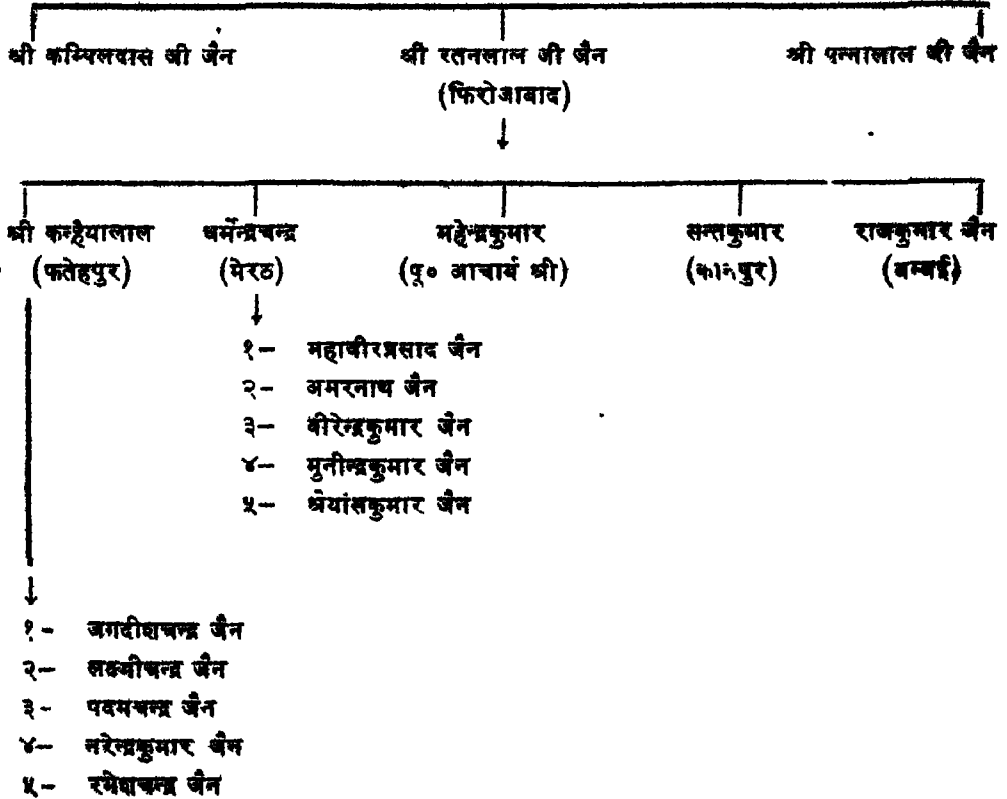 श्री कम्पिलदास जी जैन श्री रतनलाल जी जैन श्री पन्नालाल जी जैन
(फिरोजाबाद)
श्री कन्हैयालाल धर्मेन्द्रचन्द्र महेन्द्रकुमार सन्तकुमार राजकुमार जैन
(फतेहपुर) (मेरठ) (पू० आचार्य श्री) (कानपुर) (बम्बई)
१- महावीरप्रसाद जैन
२- अमरनाथ जैन
३- वीरेन्द्रकुमार जैन
४- मुनीन्द्रकुमार जैन
५- श्रेयांसकुमार जैन
१- जगदीशचन्द्र जैन
२- लक्ष्मीचन्द्र जैन
३- पदमचन्द्र जैन
४- नरेन्द्रकुमार जैन
५- रमेशचन्द्र जैन